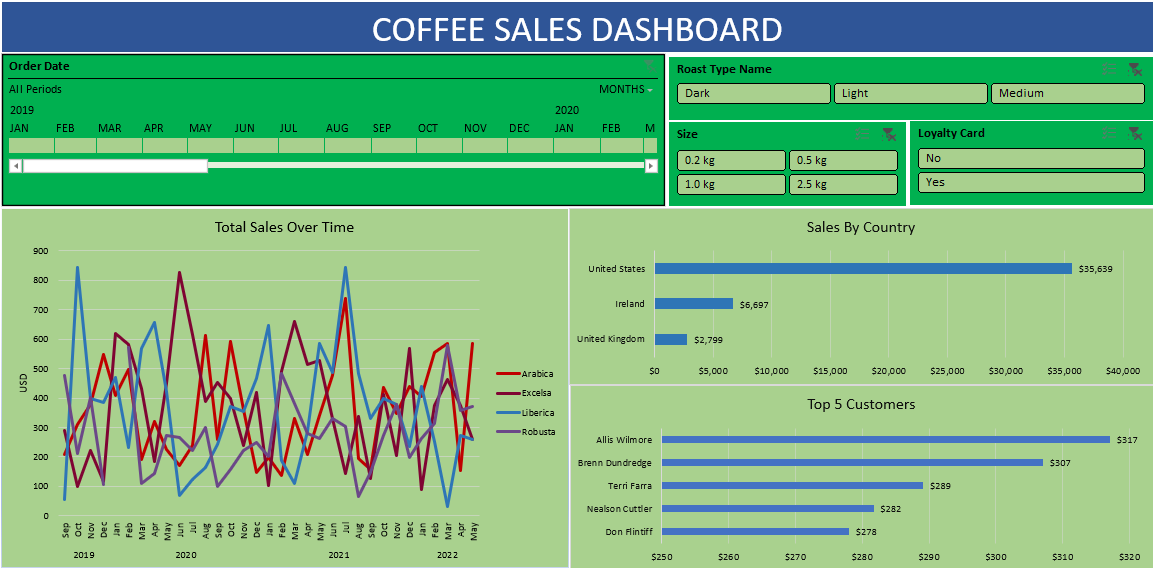 COFFEE SALES DASHBOARD
Order Date
All Periods
MONTHS
2019 2020
JAN FEB MAR APR MAY JUN JUL AUG SEP OCT NOV DEC JAN FEB M
Roast Type Name
Dark Light Medium
Size
0.2 kg 0.5 kg
1.0 kg 2.5 kg
Loyalty Card
No
Yes
Total Sales Over Time
900
800
700
600
500
400
300
200
100
0
USD
Sep Oct Nov Dec Jan Feb Mar Apr May Jun Jul Aug Sep Oct Nov Dec Jan Feb Mar Apr May Jun Jul Aug Sep Oct Nov Dec Jan Feb Mar Apr May
2019 2020 2021 2022
Arabica
Excelsa
Liberica
Robusta
Sales By Country
United States $35,639
Ireland $6,697
United Kingdom $2,799
$0 $5,000 $10,000 $15,000 $20,000 $25,000 $30,000 $35,000 $40,000
Top 5 Customers
Allis Wilmore $317
Brenn Dundredge $307
Terri Farra $289
Nealson Cuttler $282
Don Flintiff $278
$250 $260 $270 $280 $290 $300 $310 $320